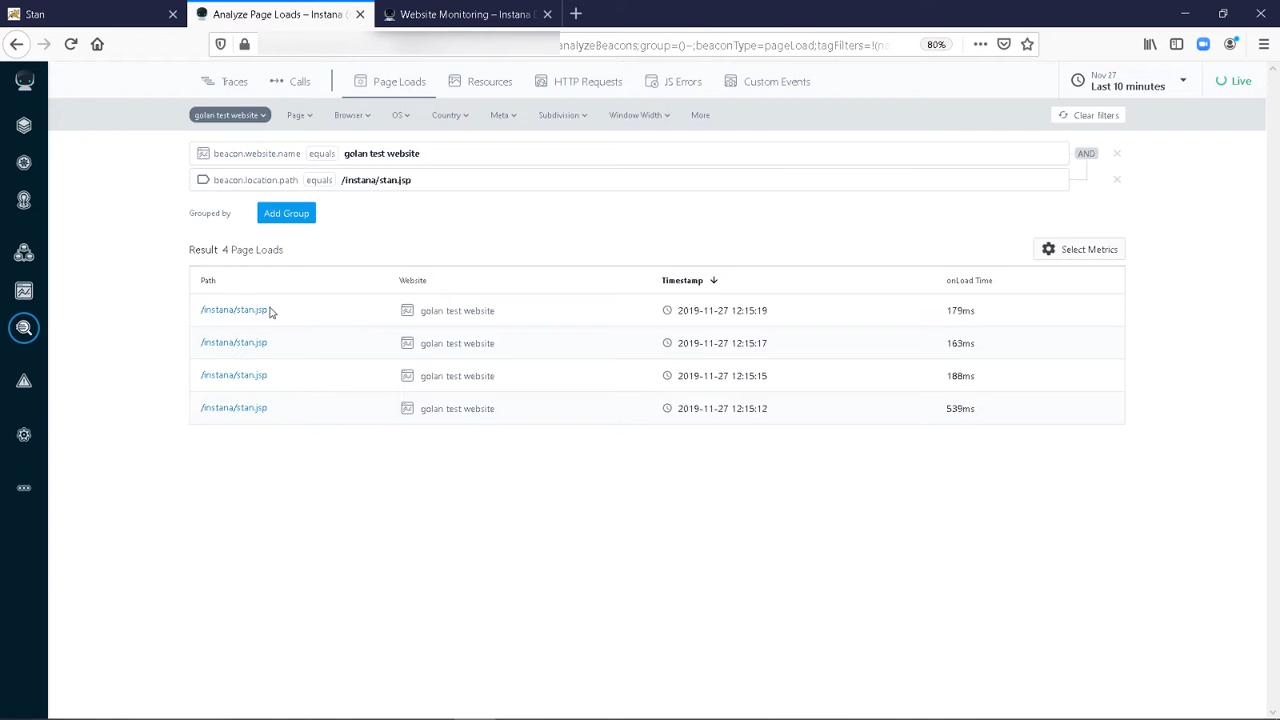 Stan
Analyze Page Loads – Instana (
Website Monitoring – Instana
alyzeBeacons;group=()~;beaconType=pageLoad;tagFilters=!(na
80%
Traces
Calls
Page Loads
Resources
HTTP Requests
JS Errors
Custom Events
Nov 27
Last 10 minutes
Live
golan test website
Page
Browser
OS
Country
Meta
Subdivision
Window Width
More
Clear filters
beacon.website.name equals golan test website
AND
beacon.location.path equals /instana/stan.jsp
Grouped by
Add Group
Result 4 Page Loads
Select Metrics
Path Website Timestamp onLoad Time
/instana/stan.jsp golan test website 2019-11-27 12:15:19 179ms
/instana/stan.jsp golan test website 2019-11-27 12:15:17 163ms
/instana/stan.jsp golan test website 2019-11-27 12:15:15 188ms
/instana/stan.jsp golan test website 2019-11-27 12:15:12 539ms